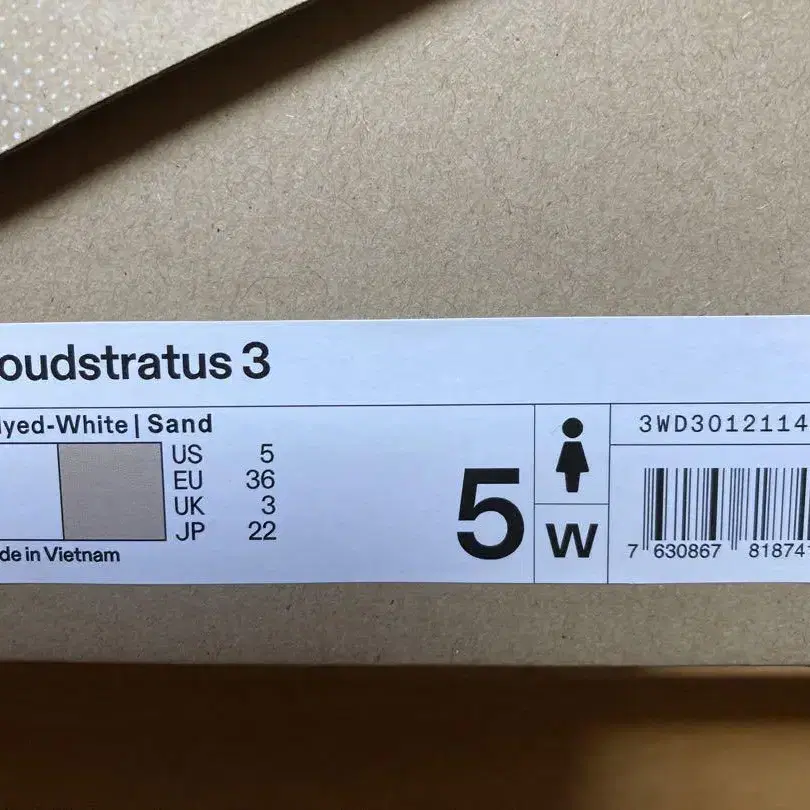 oudstratus 3
yed-White | Sand
US 5
EU 36
UK 3
JP 22
de in Vietnam
5
W
3WD3012114
7 630867 81874